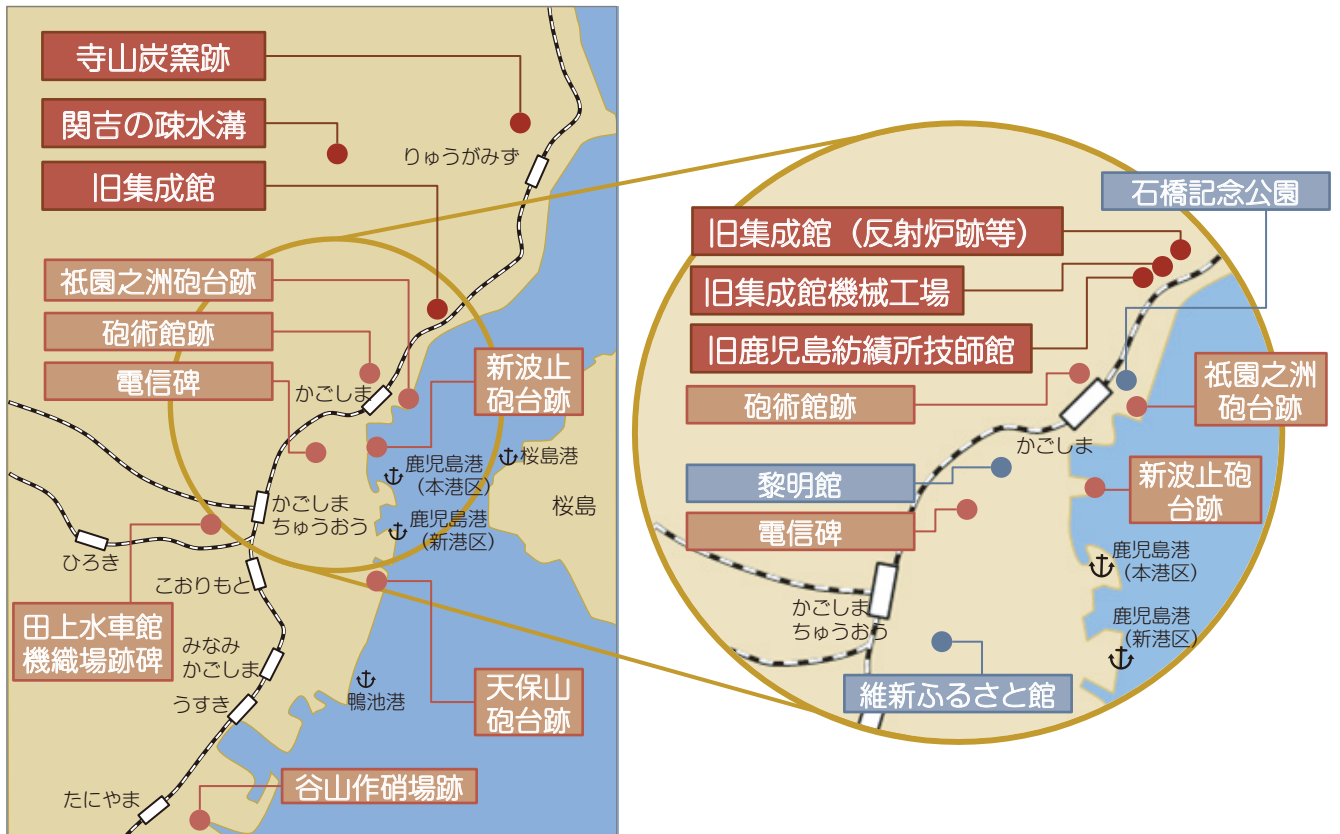 寺山炭窯跡
関吉の疎水溝
りゅうがみず
旧集成館
祇園之洲砲台跡
砲術館跡
電信碑
かごしま
新波止
砲台跡
鹿児島港
(本港区)
桜島港
桜島
かごしま
ちゅうおう
鹿児島港
(新港区)
ひろき
こおりもと
田上水車館
機織場跡碑
みなみ
かごしま
うすき
鴨池港
天保山
砲台跡
たにやま
谷山作硝場跡
石橋記念公園
旧集成館（反射炉跡等）
旧集成館機械工場
旧鹿児島紡績所技師館
砲術館跡
祇園之洲
砲台跡
かごしま
黎明館
新波止砲
台跡
電信碑
鹿児島港
(本港区)
かごしま
ちゅうおう
鹿児島港
(新港区)
維新ふるさと館